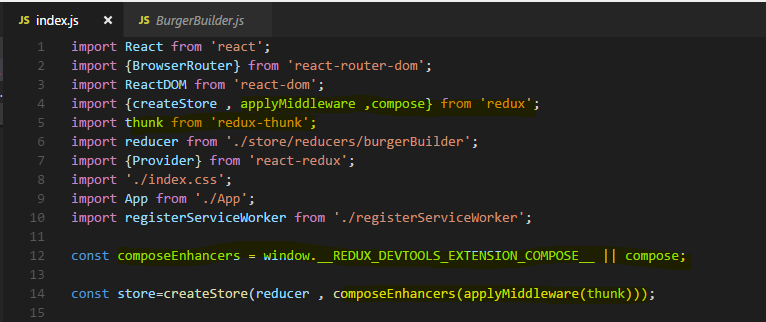 JS index.js × JS BurgerBuilder.js
1 import React from 'react';
2 import {BrowserRouter} from 'react-router-dom';
3 import ReactDOM from 'react-dom';
4 import {createStore , applyMiddleware ,compose} from 'redux';
5 import thunk from 'redux-thunk';
6 import reducer from './store/reducers/burgerBuilder';
7 import {Provider} from 'react-redux';
8 import './index.css';
9 import App from './App';
10 import registerServiceWorker from './registerServiceWorker';
11
12 const composeEnhancers = window.__REDUX_DEVTOOLS_EXTENSION_COMPOSE__ || compose;
13
14 const store=createStore(reducer , composeEnhancers(applyMiddleware(thunk)));
15